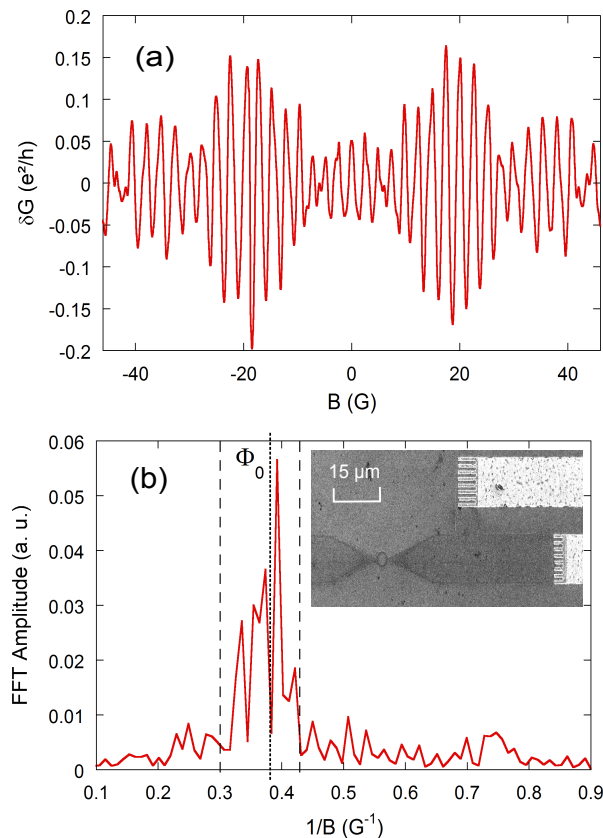 (a)
δG (e²/h)
0.2
0.15
0.1
0.05
0
-0.05
-0.1
-0.15
-0.2
-40 -20 0 20 40
B (G)
(b)
Φ0
15 µm
FFT Amplitude (a. u.)
0.06
0.05
0.04
0.03
0.02
0.01
0
0.1 0.2 0.3 0.4 0.5 0.6 0.7 0.8 0.9
1/B (G⁻¹)